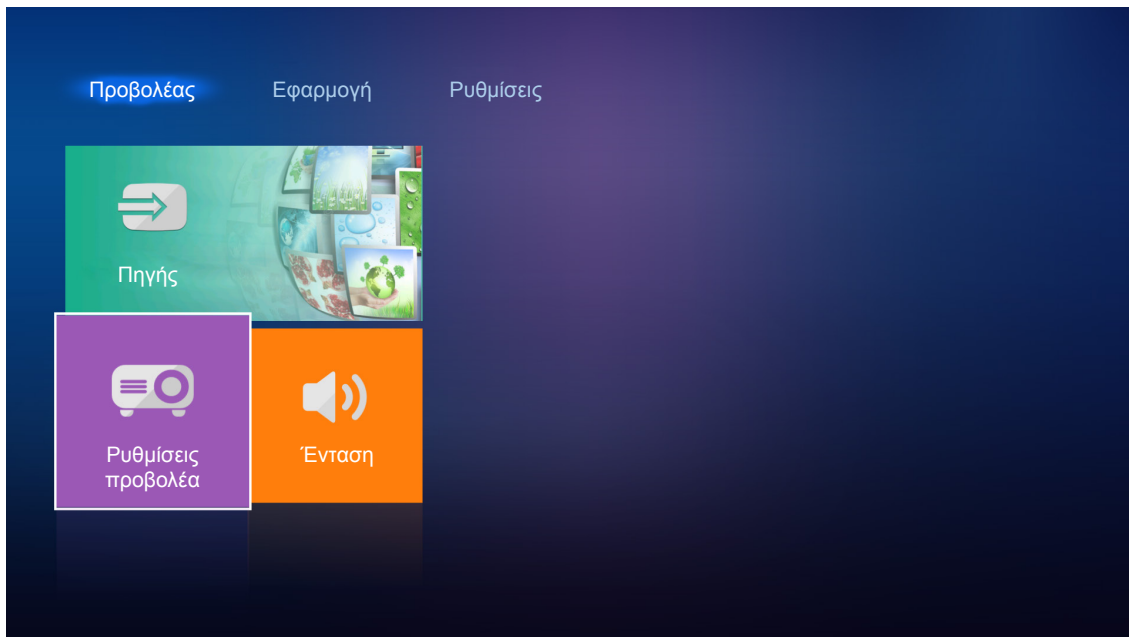 Προβολέας
Εφαρμογή
Ρυθμίσεις
Πηγής
Ρυθμίσεις
προβολέα
Ένταση